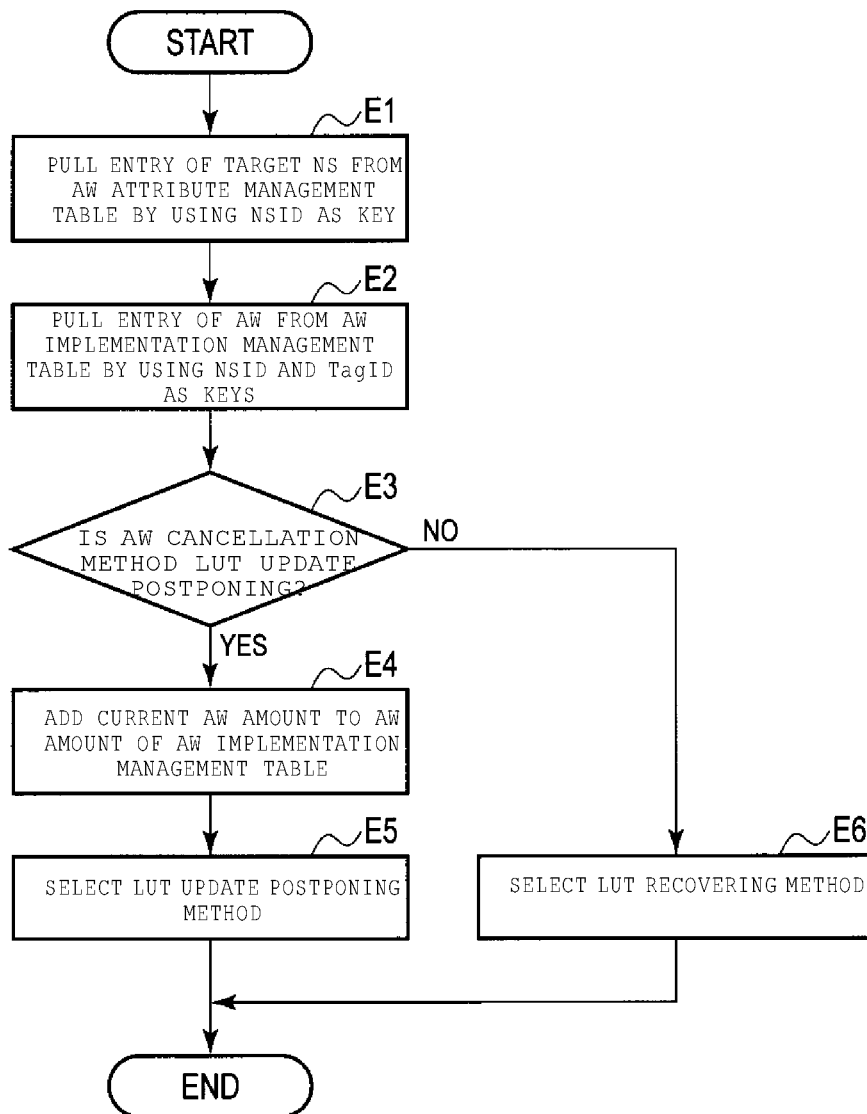 START
E1
PULL ENTRY OF TARGET NS FROM
AW ATTRIBUTE MANAGEMENT
TABLE BY USING NSID AS KEY
E2
PULL ENTRY OF AW FROM AW
IMPLEMENTATION MANAGEMENT
TABLE BY USING NSID AND TagID
AS KEYS
E3
IS AW CANCELLATION
METHOD LUT UPDATE
POSTPONING?
NO
YES
E4
ADD CURRENT AW AMOUNT TO AW
AMOUNT OF AW IMPLEMENTATION
MANAGEMENT TABLE
E5
SELECT LUT UPDATE POSTPONING
METHOD
E6
SELECT LUT RECOVERING METHOD
END